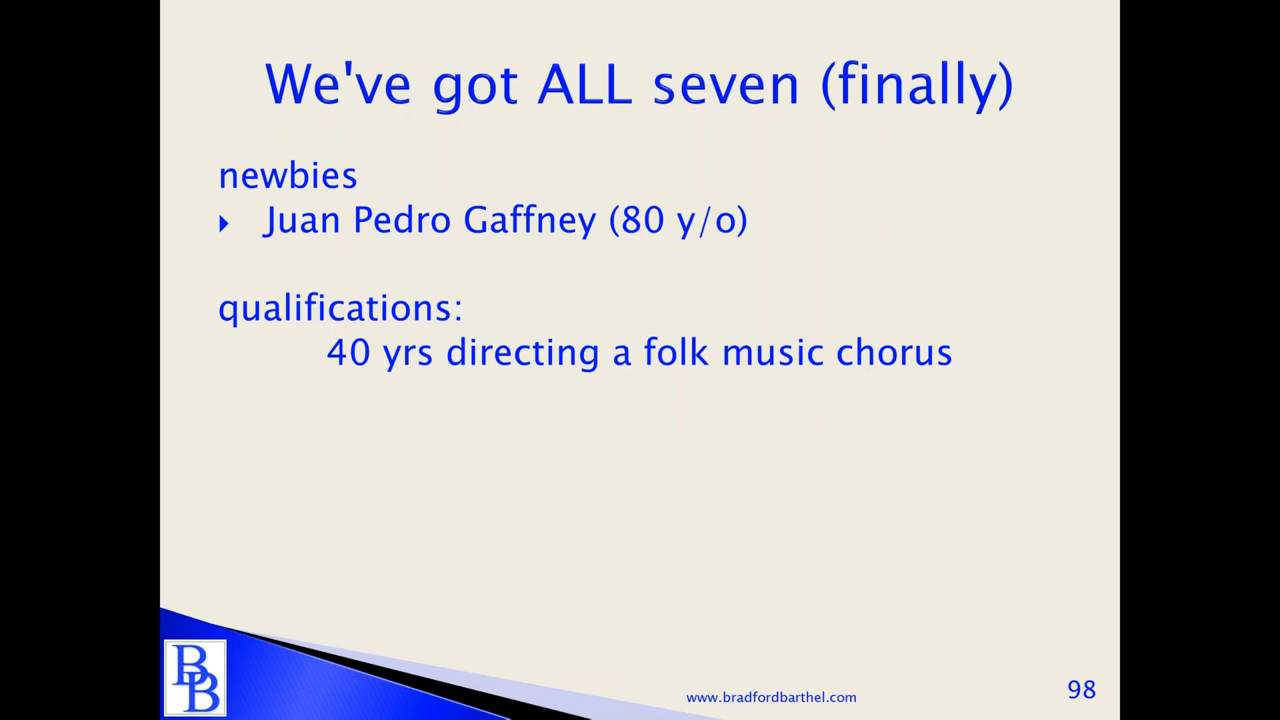 We've got ALL seven (finally)
newbies
Juan Pedro Gaffney (80 y/o)
qualifications:
40 yrs directing a folk music chorus
BB
www.bradfordbarthel.com
98